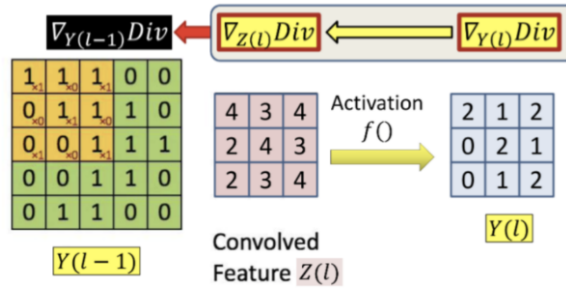 ∇_{Y(l−1)}Div ∇_{Z(l)}Div ∇_{Y(l)}Div
1×1 1×0 1×1 0 0
0×0 1×1 1×0 1 0
0×1 0×0 1×1 1 1
0 0 1 1 0
0 1 1 0 0
Y(l − 1)
4 3 4
2 4 3
2 3 4
Convolved
Feature Z(l)
Activation
f()
2 1 2
0 2 1
0 1 2
Y(l)